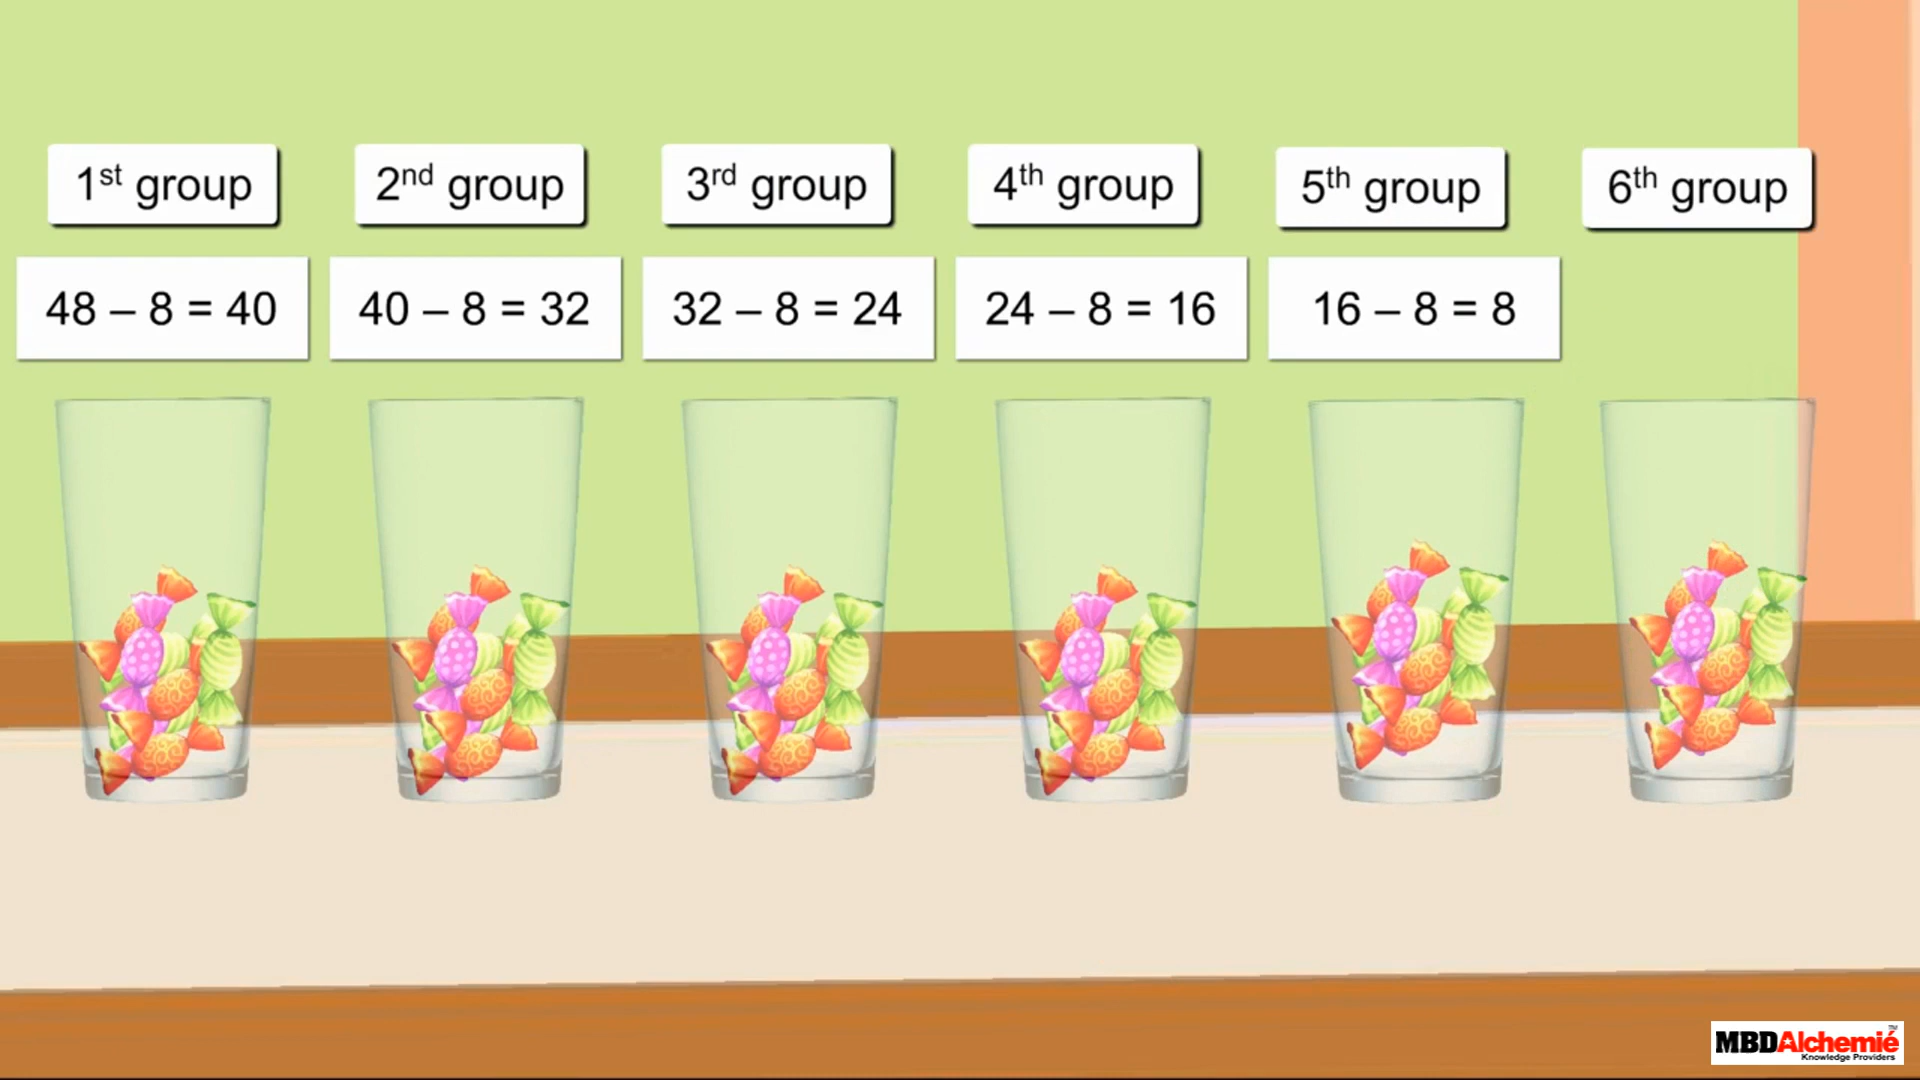 1st group
2nd group
3rd group
4th group
5th group
6th group
48 – 8 = 40
40 – 8 = 32
32 – 8 = 24
24 – 8 = 16
16 – 8 = 8
MBDAlchemié™
Knowledge Providers